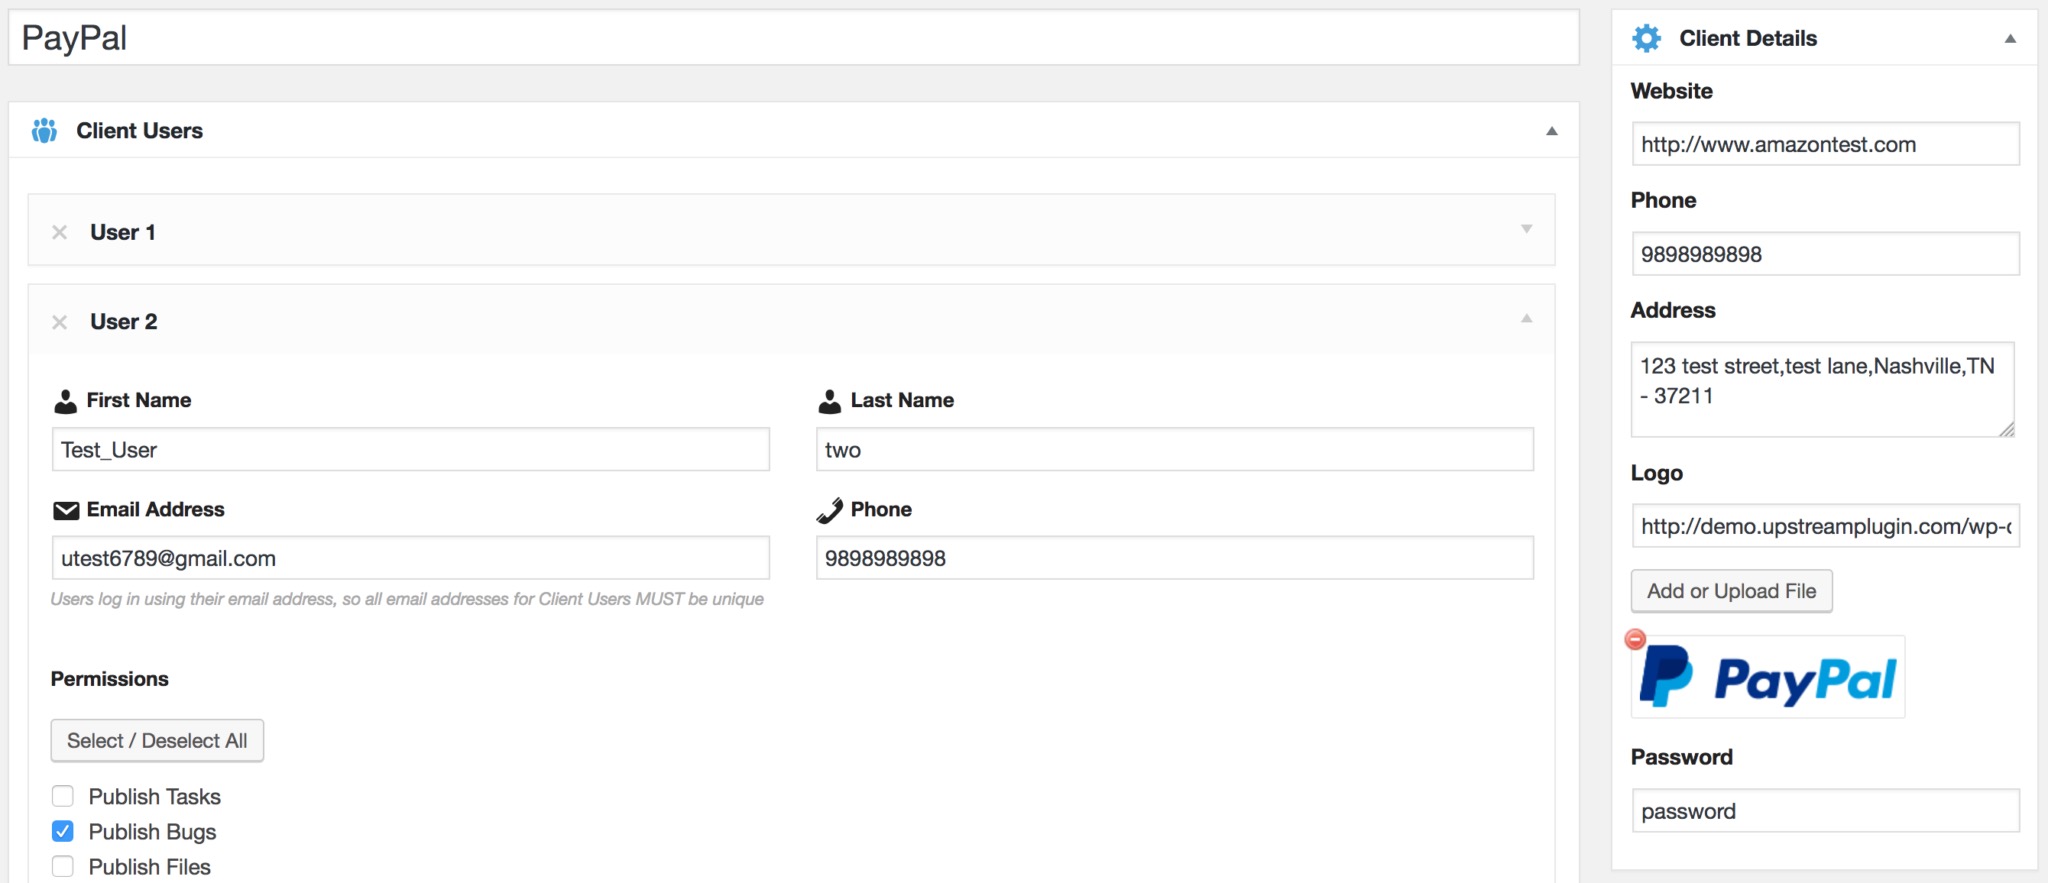 PayPal
Client Users
User 1
User 2
First Name
Last Name
Test_User
two
Email Address
Phone
utest6789@gmail.com
9898989898
Users log in using their email address, so all email addresses for Client Users MUST be unique
Permissions
Select / Deselect All
Publish Tasks
Publish Bugs
Publish Files
Client Details
Website
http://www.amazontest.com
Phone
9898989898
Address
123 test street,test lane,Nashville,TN
- 37211
Logo
http://demo.upstreamplugin.com/wp-c
Add or Upload File
PayPal
Password
password